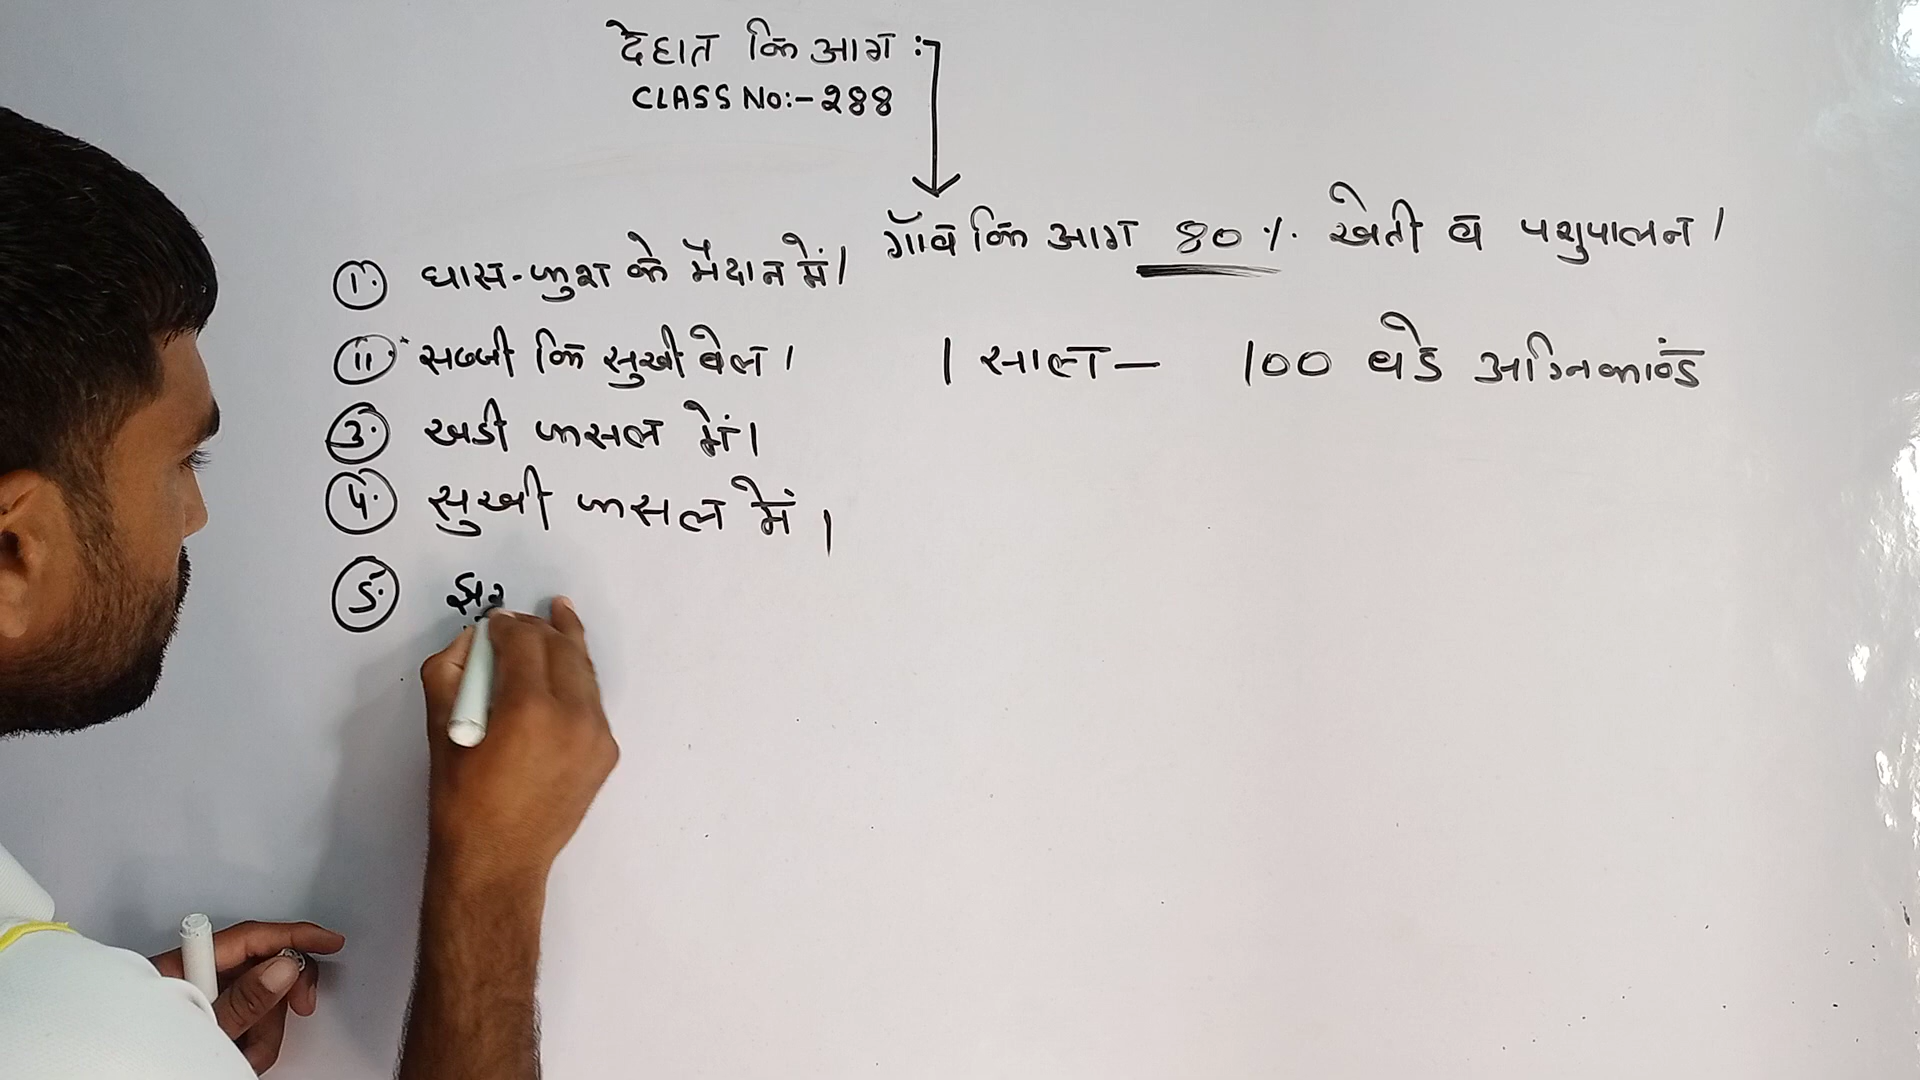 देहात कि आग :-
CLASS No:- 288
गॉव कि आग 80 %. खेती व पशुपालन।
① घास-फुश के मैदान में।
⑪ सब्जी कि सुखी बेल।
③ खडी फसल में।
④ सुखी फसल में।
⑤
1 साल - 100 बडे अग्निकाण्ड